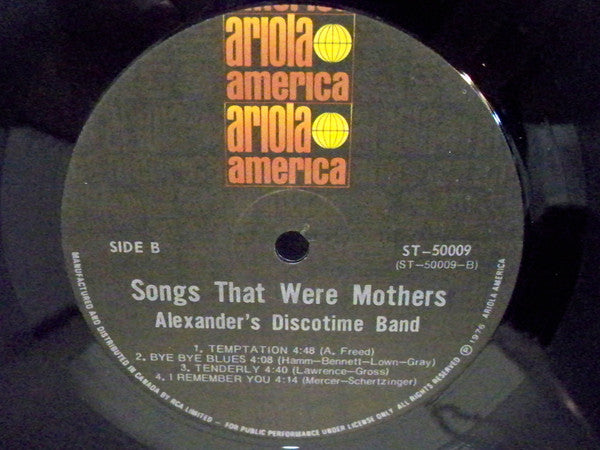 ariola
america
ariola
america
SIDE B
ST-50009
(ST-50009-B)
Songs That Were Mothers
Alexander's Discotime Band
1. TEMPTATION 4:48 (A. Freed)
2. BYE BYE BLUES 4:08 (Hamm-Bennett-Lown-Gray)
3. TENDERLY 4:40 (Lawrence-Gross)
4. I REMEMBER YOU 4:14 (Mercer-Schertzinger)
MANUFACTURED AND DISTRIBUTED IN CANADA BY RCA LIMITED - FOR PUBLIC PERFORMANCE UNDER LICENSE ONLY ALL RIGHTS RESERVED Ⓟ 1976 ARIOLA AMERICA